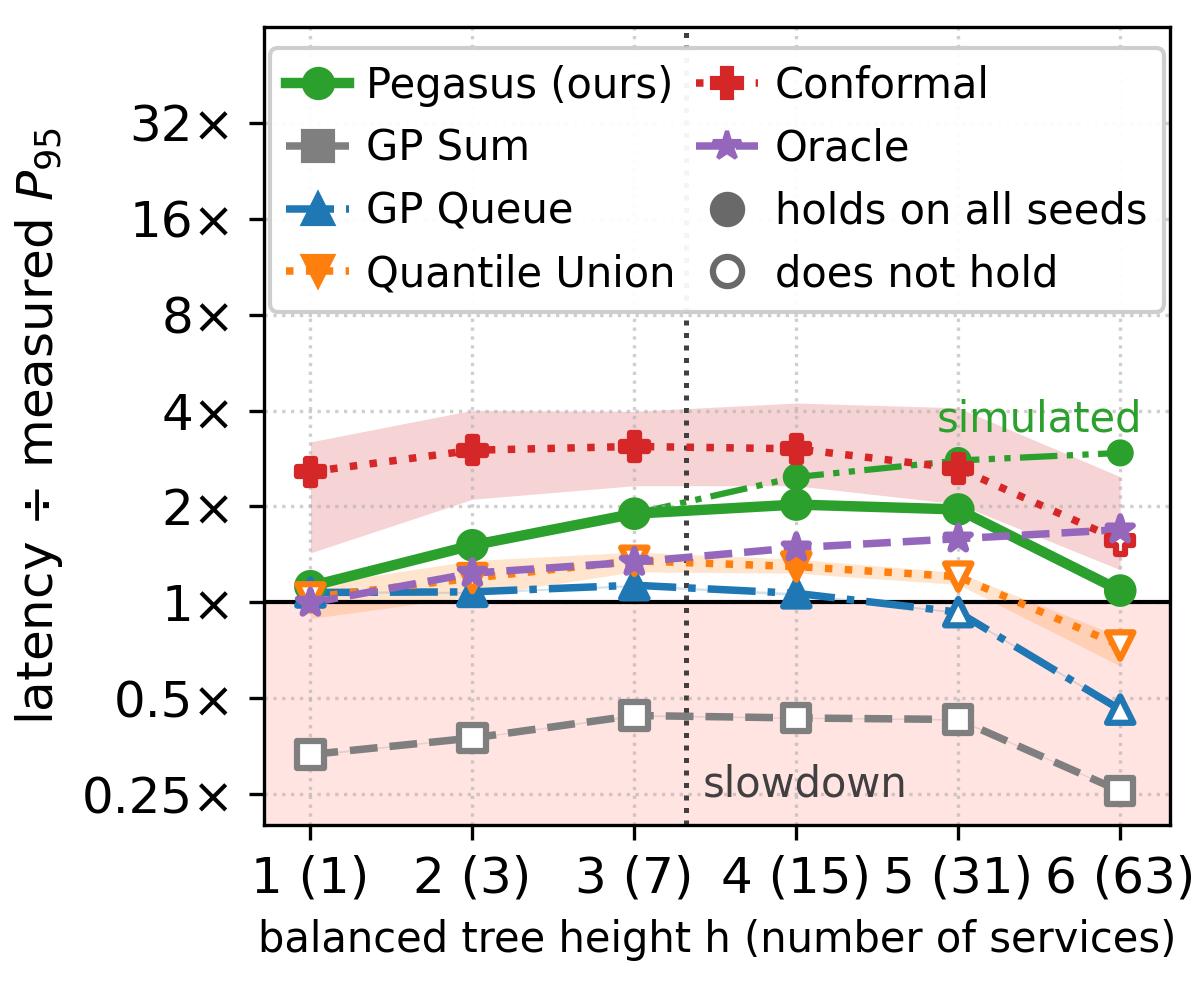 latency ÷ measured P95
32×
16×
8×
4×
2×
1×
0.5×
0.25×
Pegasus (ours)
GP Sum
GP Queue
Quantile Union
Conformal
Oracle
holds on all seeds
does not hold
simulated
slowdown
1 (1) 2 (3) 3 (7) 4 (15) 5 (31) 6 (63)
balanced tree height h (number of services)